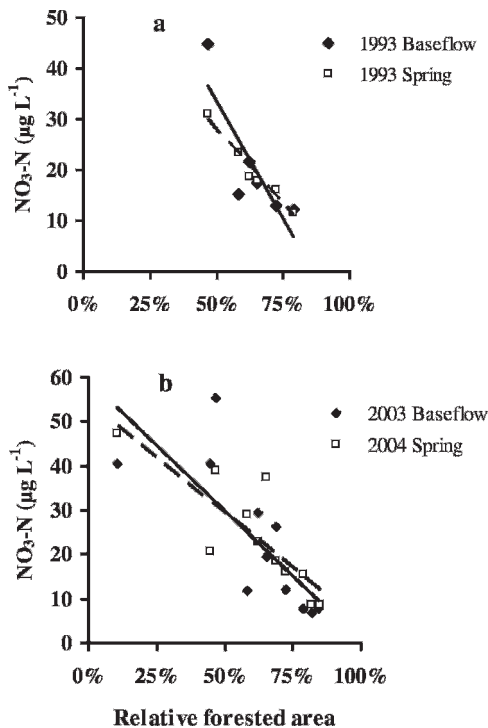 a
50
40
30
20
10
0
NO₃-N (µg L⁻¹)
1993 Baseflow
1993 Spring
0% 25% 50% 75% 100%
b
60
50
40
30
20
10
0
NO₃-N (µg L⁻¹)
2003 Baseflow
2004 Spring
0% 25% 50% 75% 100%
Relative forested area